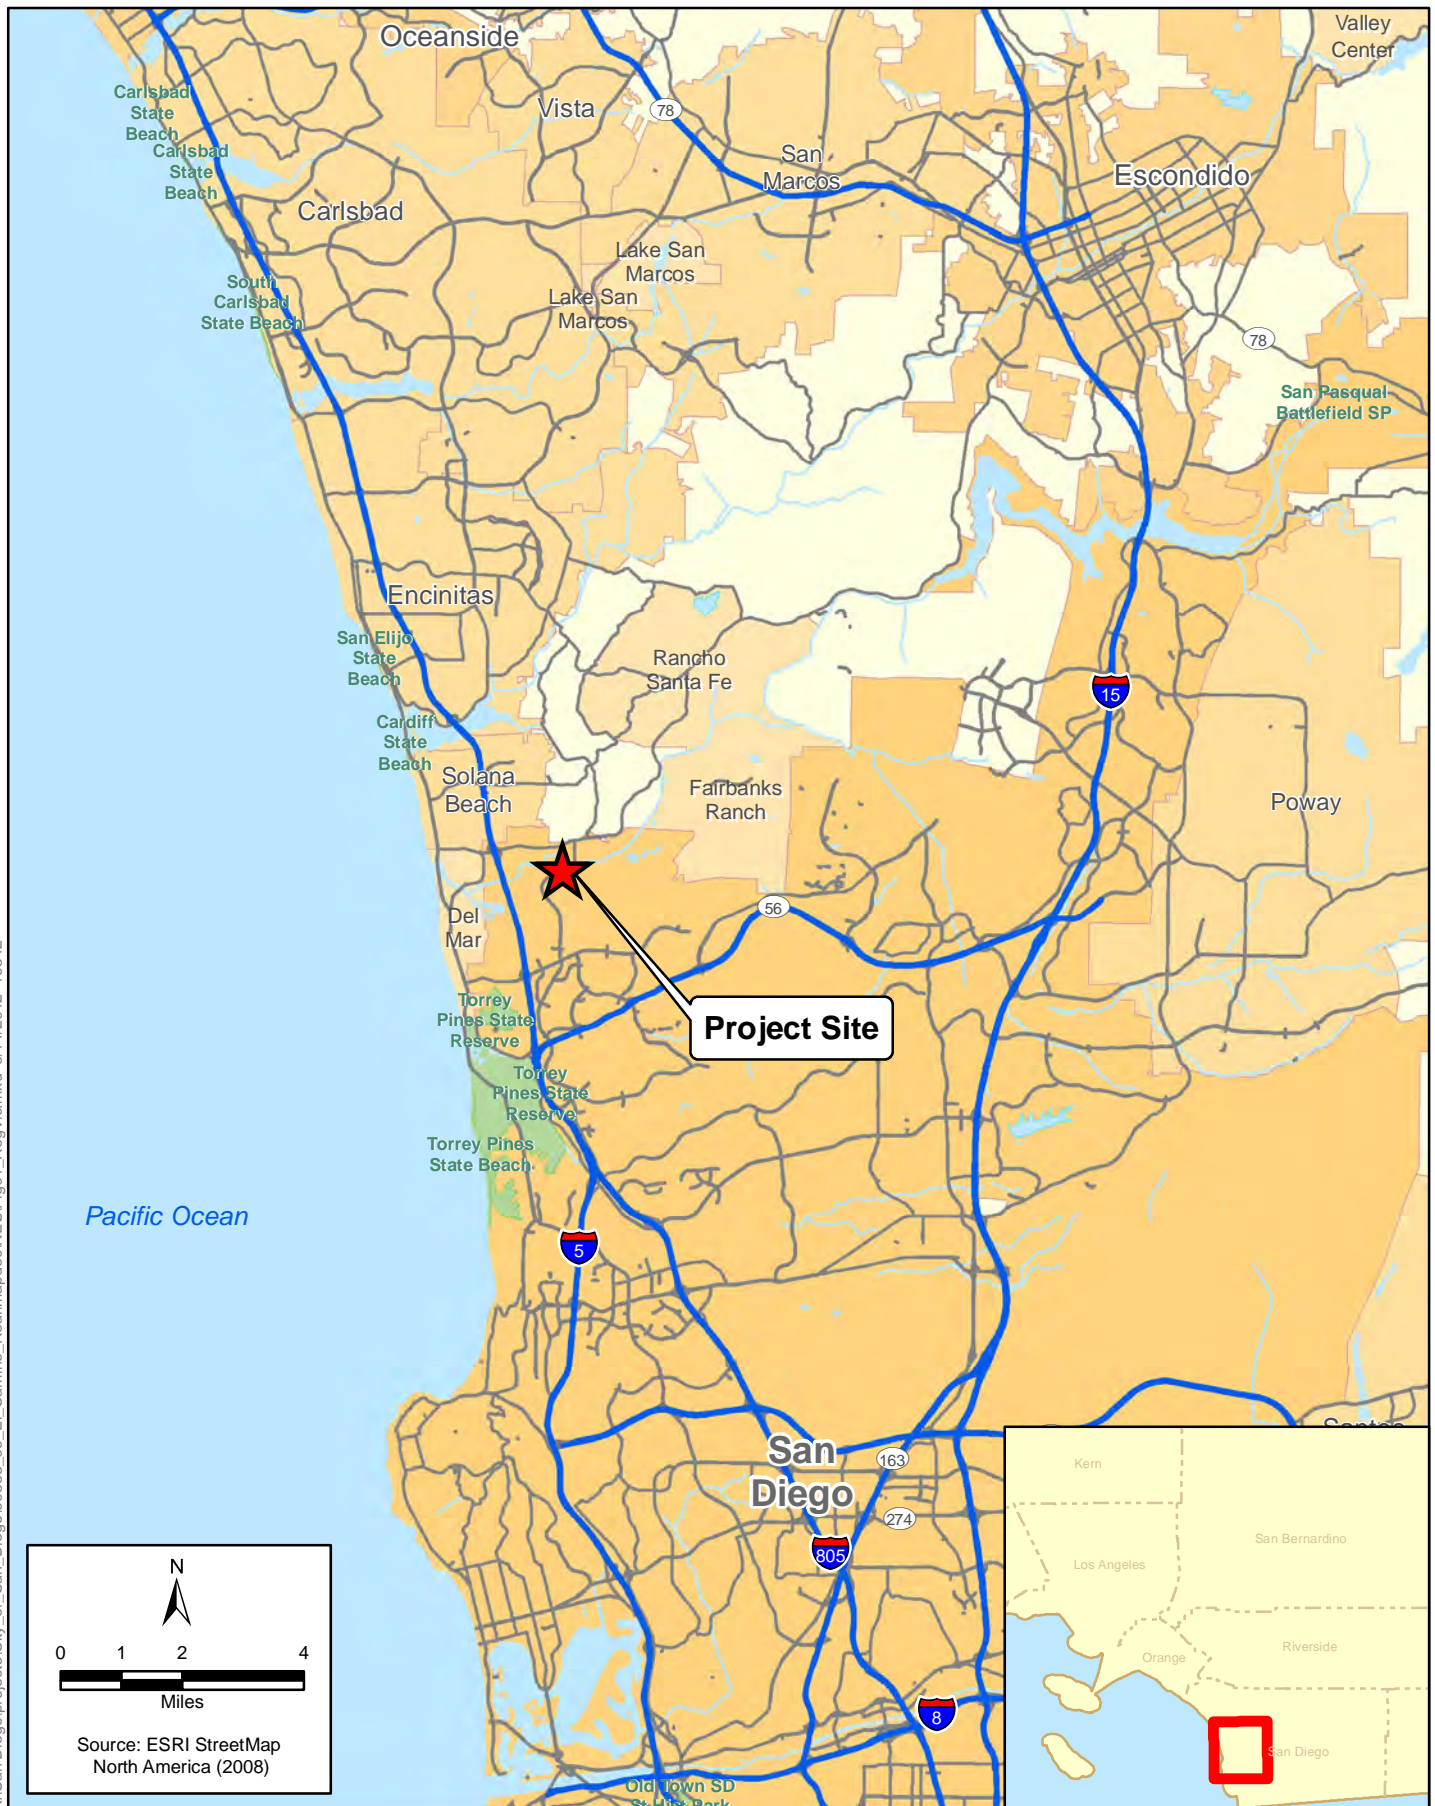 Oceanside
Valley
Center
Carlsbad
State
Beach
Vista
78
Carlsbad
State
Beach
San
Marcos
Escondido
Carlsbad
Lake San
Marcos
South
Carlsbad
State Beach
Lake San
Marcos
78
San Pasqual
Battlefield SP
Encinitas
San Elijo
State
Beach
Rancho
Santa Fe
15
Cardiff
State
Beach
Solana
Beach
Fairbanks
Ranch
Poway
56
Del
Mar
Torrey
Pines State
Reserve
Project Site
Torrey
Pines State
Reserve
Torrey Pines
State Beach
Pacific Ocean
5
San
Diego
163
274
805
8
Old Town SD
St Hist Park
N
0 1 2 4
Miles
Source: ESRI StreetMap
North America (2008)
Kern
San Bernardino
Los Angeles
Orange
Riverside
San Diego